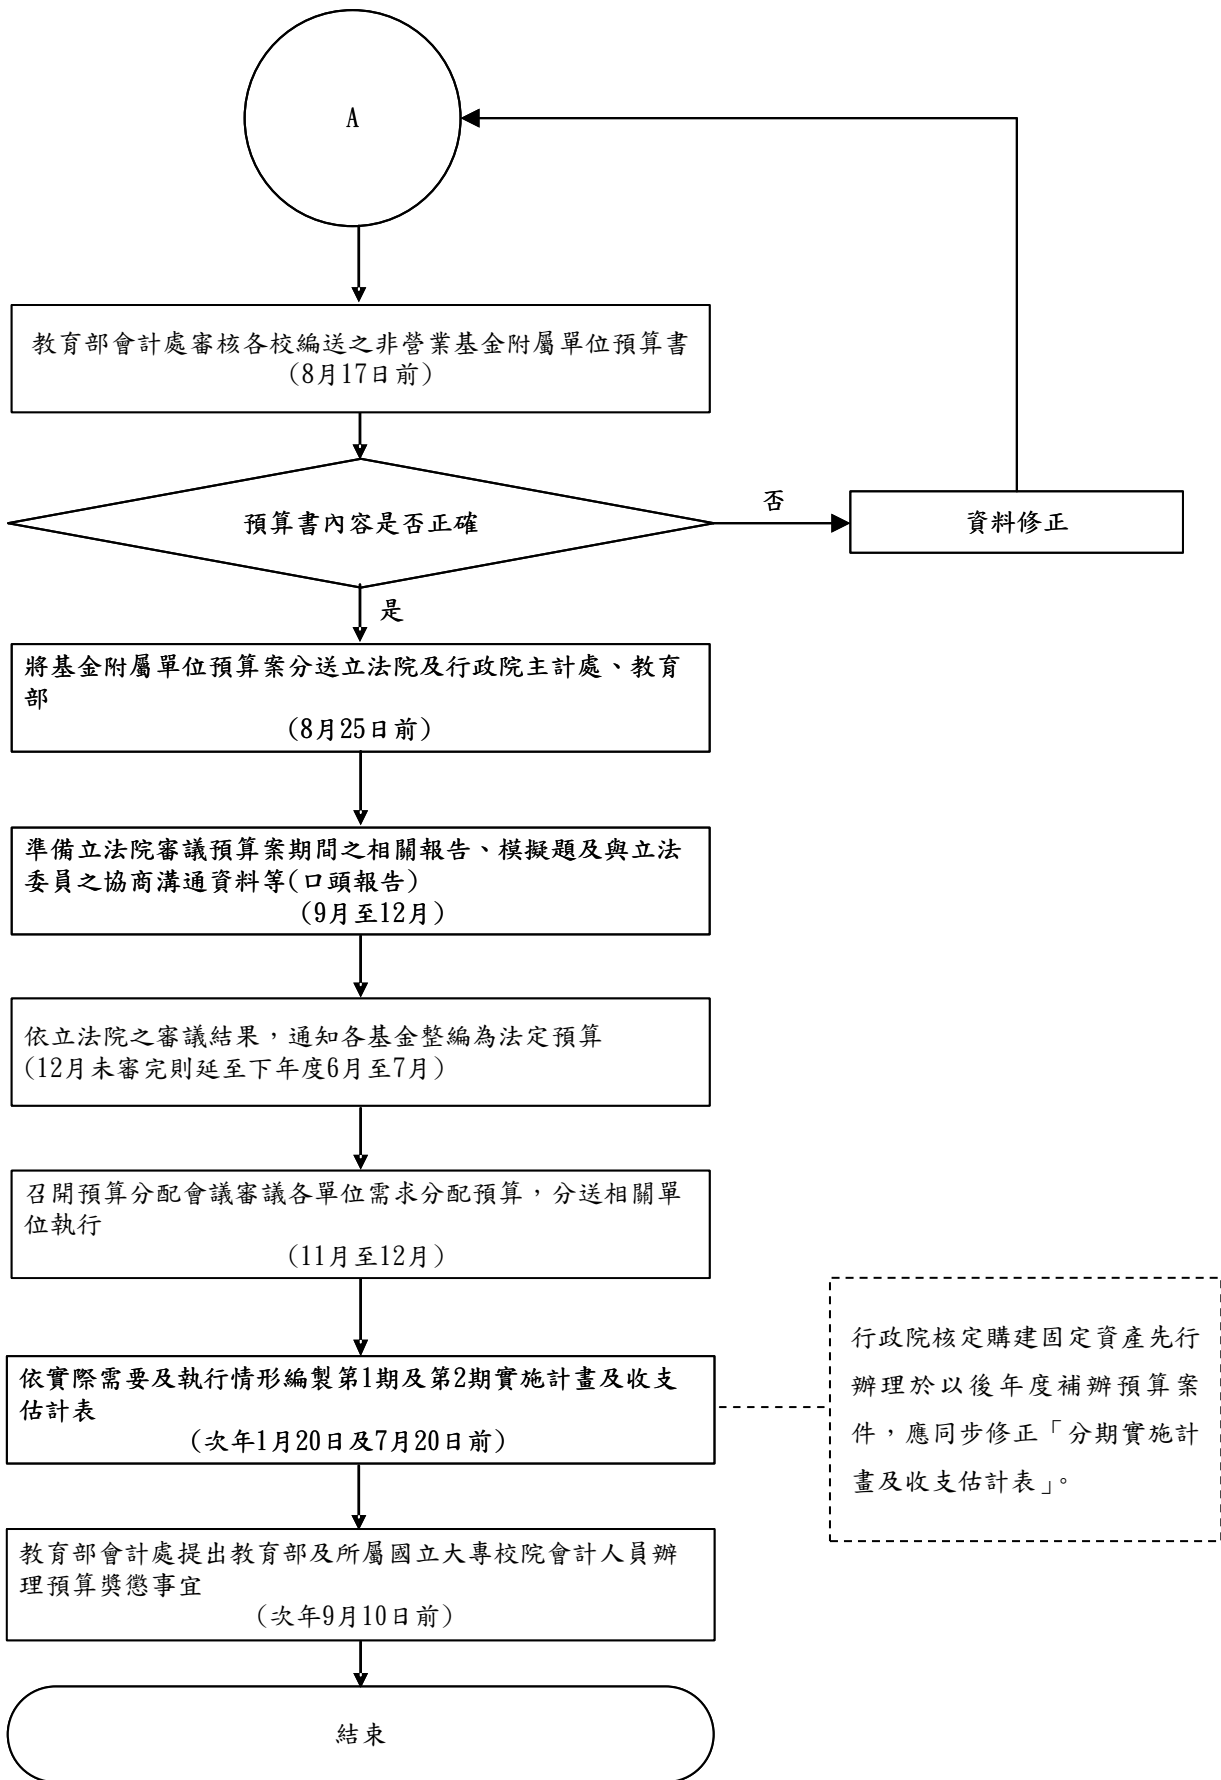 A
教育部會計處審核各校編送之非營業基金附屬單位預算書
(8月17日前)
預算書內容是否正確
否
資料修正
是
將基金附屬單位預算案分送立法院及行政院主計處、教育
部
(8月25日前)
準備立法院審議預算案期間之相關報告、模擬題及與立法
委員之協商溝通資料等(口頭報告)
(9月至12月)
依立法院之審議結果，通知各基金整編為法定預算
(12月未審完則延至下年度6月至7月)
召開預算分配會議審議各單位需求分配預算，分送相關單
位執行
(11月至12月)
依實際需要及執行情形編製第1期及第2期實施計畫及收支
估計表
(次年1月20日及7月20日前)
行政院核定購建固定資產先行
辦理於以後年度補辦預算案
件，應同步修正「分期實施計
畫及收支估計表」。
教育部會計處提出教育部及所屬國立大專校院會計人員辦
理預算獎懲事宜
(次年9月10日前)
結束